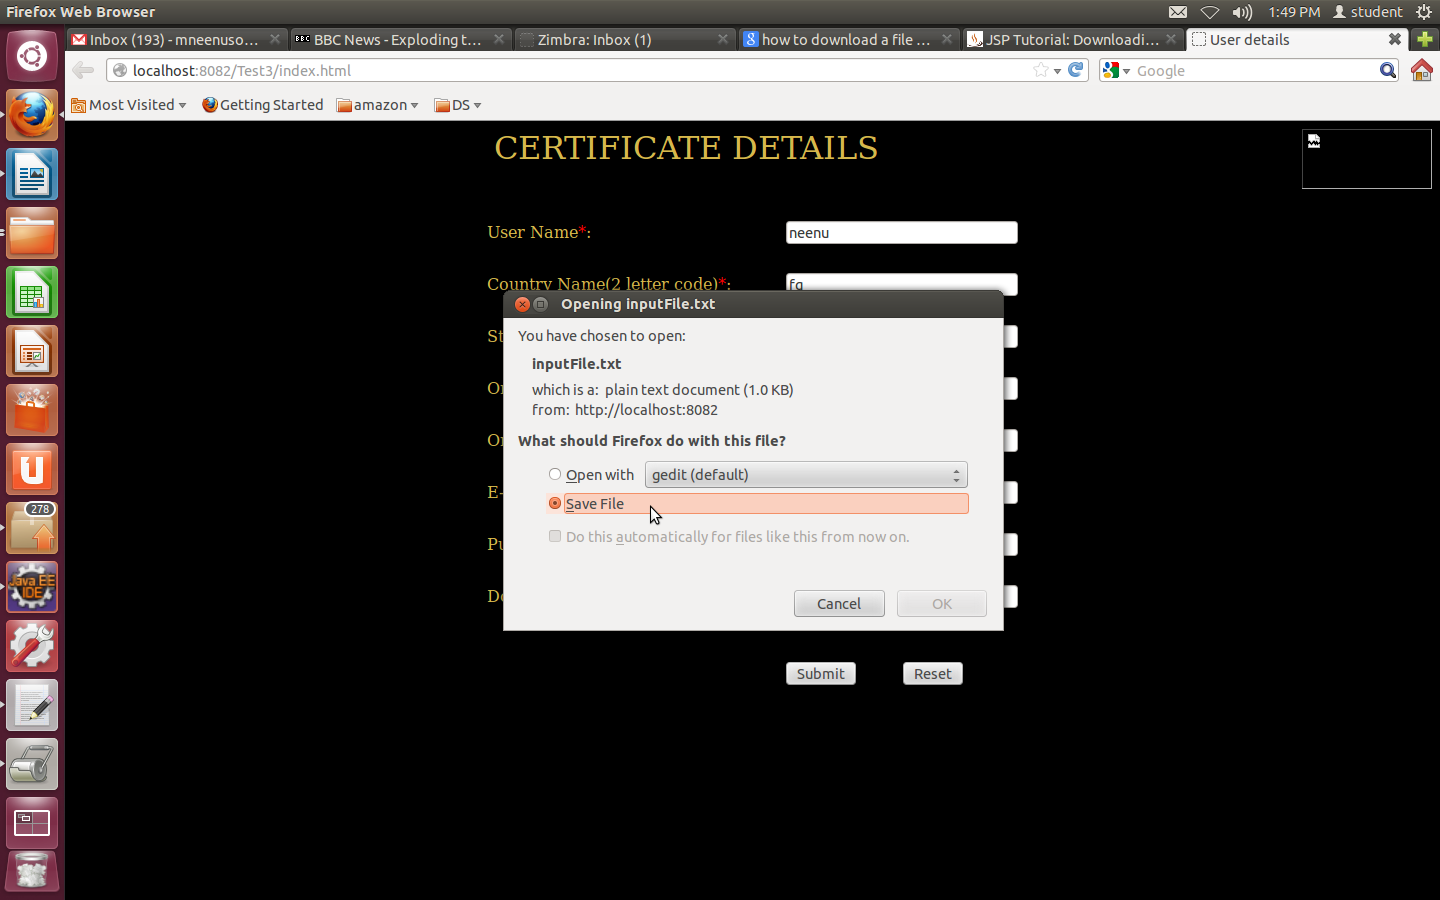 Firefox Web Browser
1:49 PM student
Inbox (193) - mneenuso...
BBC BBC News - Exploding t...
Zimbra: Inbox (1)
how to download a file ...
JSP Tutorial: Downloadi...
User details
localhost:8082/Test3/index.html
Google
Most Visited
Getting Started
amazon
DS
CERTIFICATE DETAILS
User Name*:
neenu
Country Name(2 letter code)*:
Opening inputFile.txt
You have chosen to open:
inputFile.txt
which is a: plain text document (1.0 KB)
from: http://localhost:8082
What should Firefox do with this file?
Open with
gedit (default)
Save File
Do this automatically for files like this from now on.
Cancel
OK
St
Or
Or
E-
Pu
Do
Submit
Reset
278
Java EE
IDE